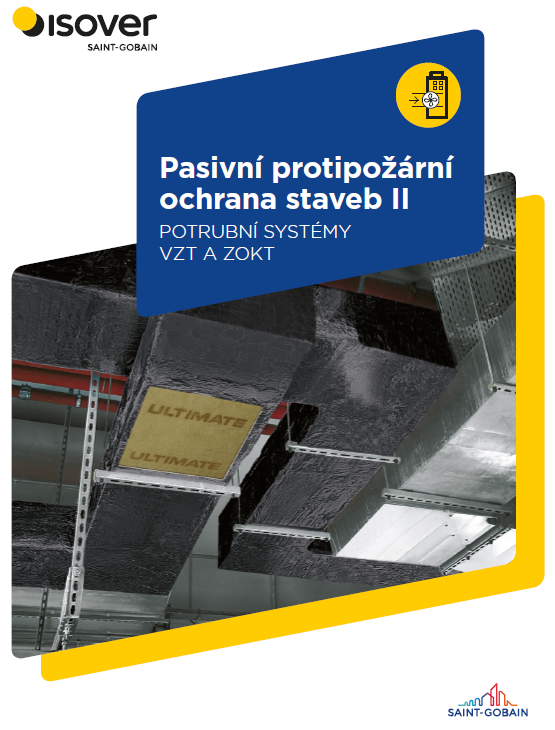 isover
SAINT-GOBAIN
Pasivní protipožární
ochrana staveb II
POTRUBNÍ SYSTÉMY
VZT A ZOKT
ULTIMATE
ULTIMATE
SAINT-GOBAIN